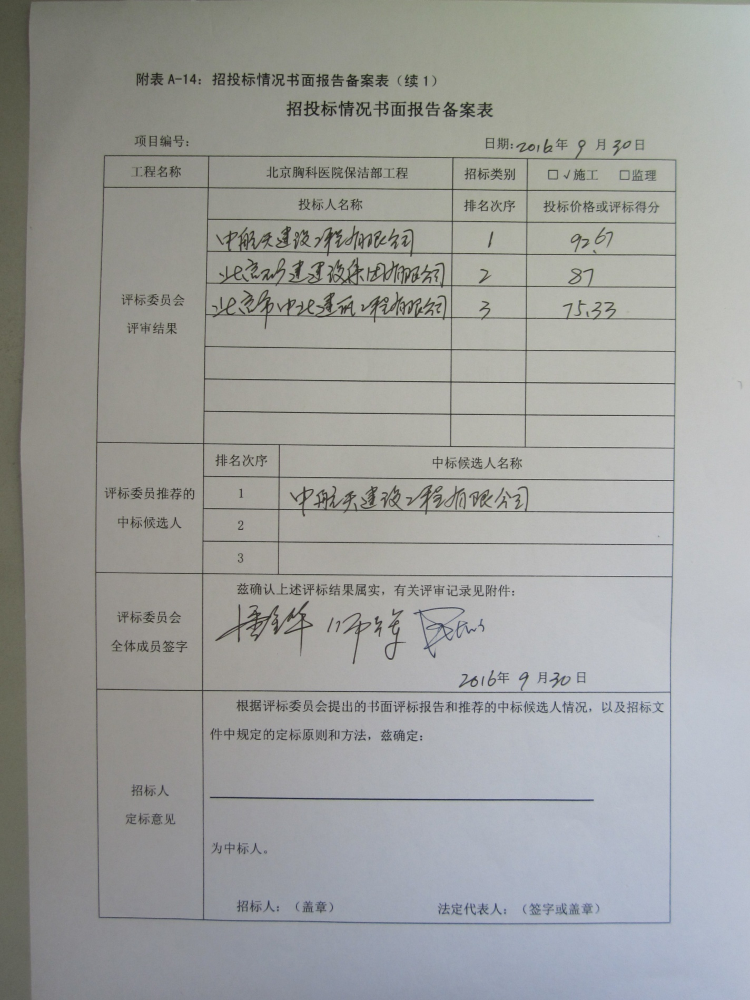 附表 A-14：招投标情况书面报告备案表（续 1）
招投标情况书面报告备案表
项目编号： 日期：2016年 9 月 30 日
工程名称 北京胸科医院保洁部工程 招标类别 □ √施工 □监理
投标人名称 排名次序 投标价格或评标得分
中航天建设工程有限公司 1 92.67
北京 建建设集团有限公司 2 87
北京市中北建筑工程有限公司 3 75.33
评标委员会
评审结果
排名次序 中标候选人名称
评标委员推荐的
中标候选人
1 中航天建设工程有限公司
2
3
兹确认上述评标结果属实，有关评审记录见附件：
评标委员会
全体成员签字
2016年 9 月 30 日
根据评标委员会提出的书面评标报告和推荐的中标候选人情况，以及招标文
件中规定的定标原则和方法，兹确定：
招标人
定标意见
为中标人。
招标人：（盖章） 法定代表人：（签字或盖章）